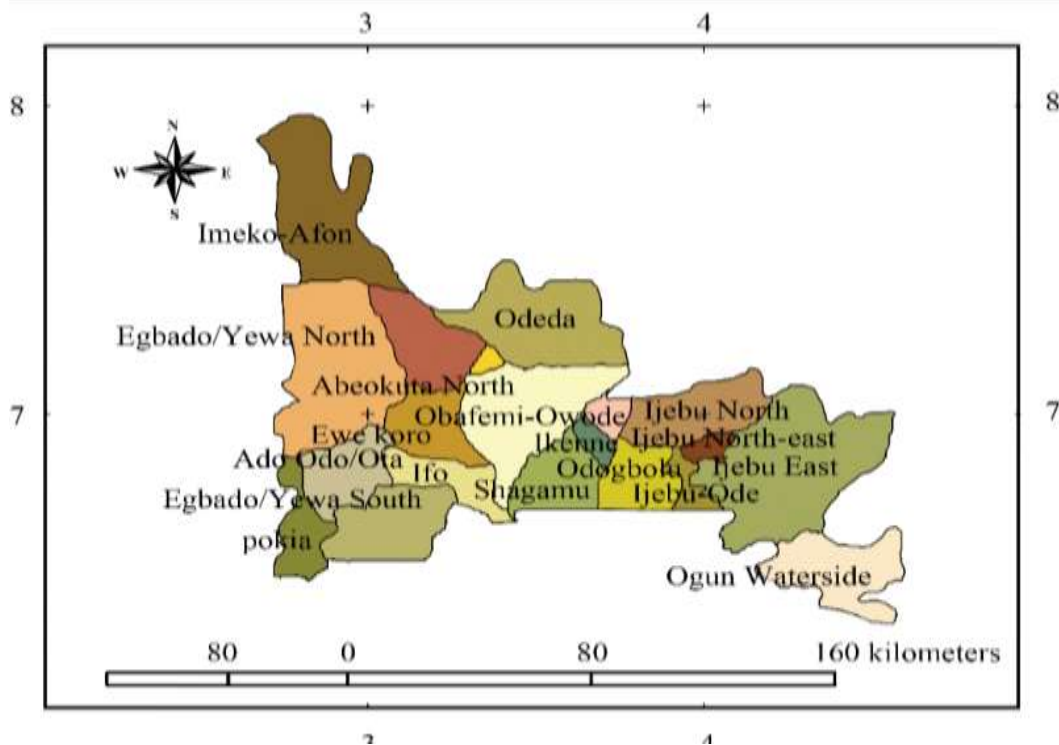 3 4
8 8
N
W E
S
Imeko-Afon
Odeda
Egbado/Yewa North
Abeokuta North
7 7
Obafemi-Owode
Ijebu North
Ewe koro
Ikenne
Ijebu North-east
Ado Odo/Ota
Ifo
Odogbolu
Ijebu East
Shagamu
Ijebu-Ode
Egbado/Yewa South
pokia
Ogun Waterside
80 0 80 160 kilometers
3 4